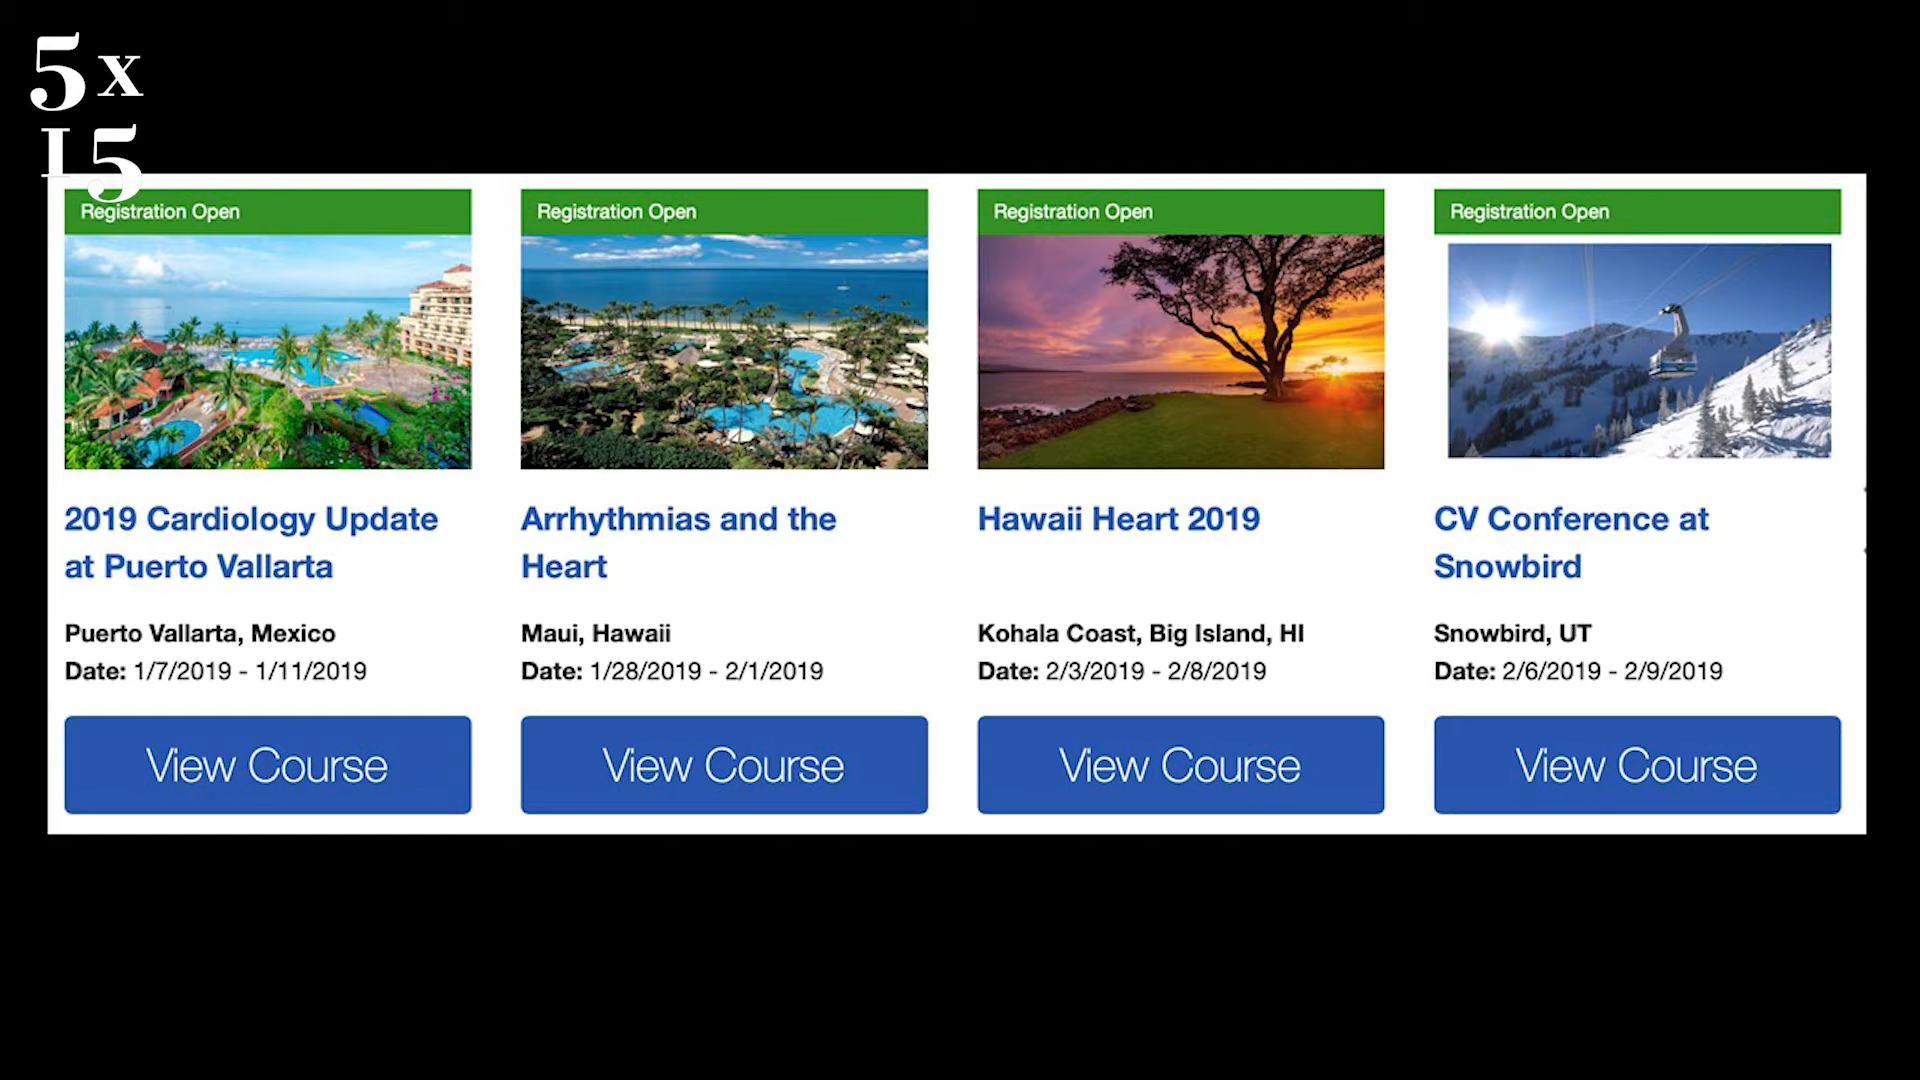 5x
15
Registration Open
2019 Cardiology Update
at Puerto Vallarta
Puerto Vallarta, Mexico
Date: 1/7/2019 - 1/11/2019
View Course
Registration Open
Arrhythmias and the
Heart
Maui, Hawaii
Date: 1/28/2019 - 2/1/2019
View Course
Registration Open
Hawaii Heart 2019
Kohala Coast, Big Island, HI
Date: 2/3/2019 - 2/8/2019
View Course
Registration Open
CV Conference at
Snowbird
Snowbird, UT
Date: 2/6/2019 - 2/9/2019
View Course